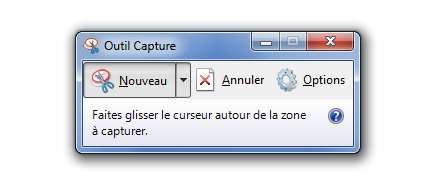 Outil Capture
Nouveau Annuler Options
Faites glisser le curseur autour de la zone
à capturer.